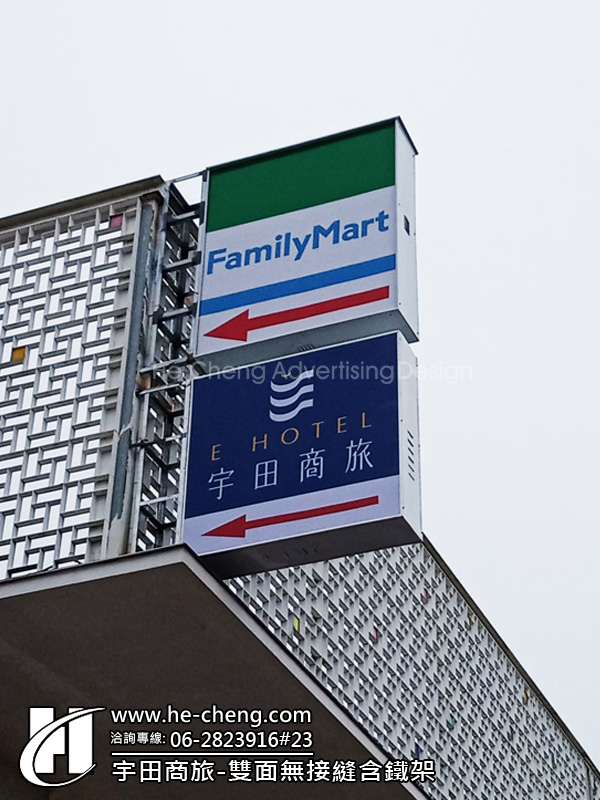 FamilyMart
He-Cheng Advertising Design
E HOTEL
宇田商旅
www.he-cheng.com
洽詢專線: 06-2823916#23
宇田商旅-雙面無接縫含鐵架